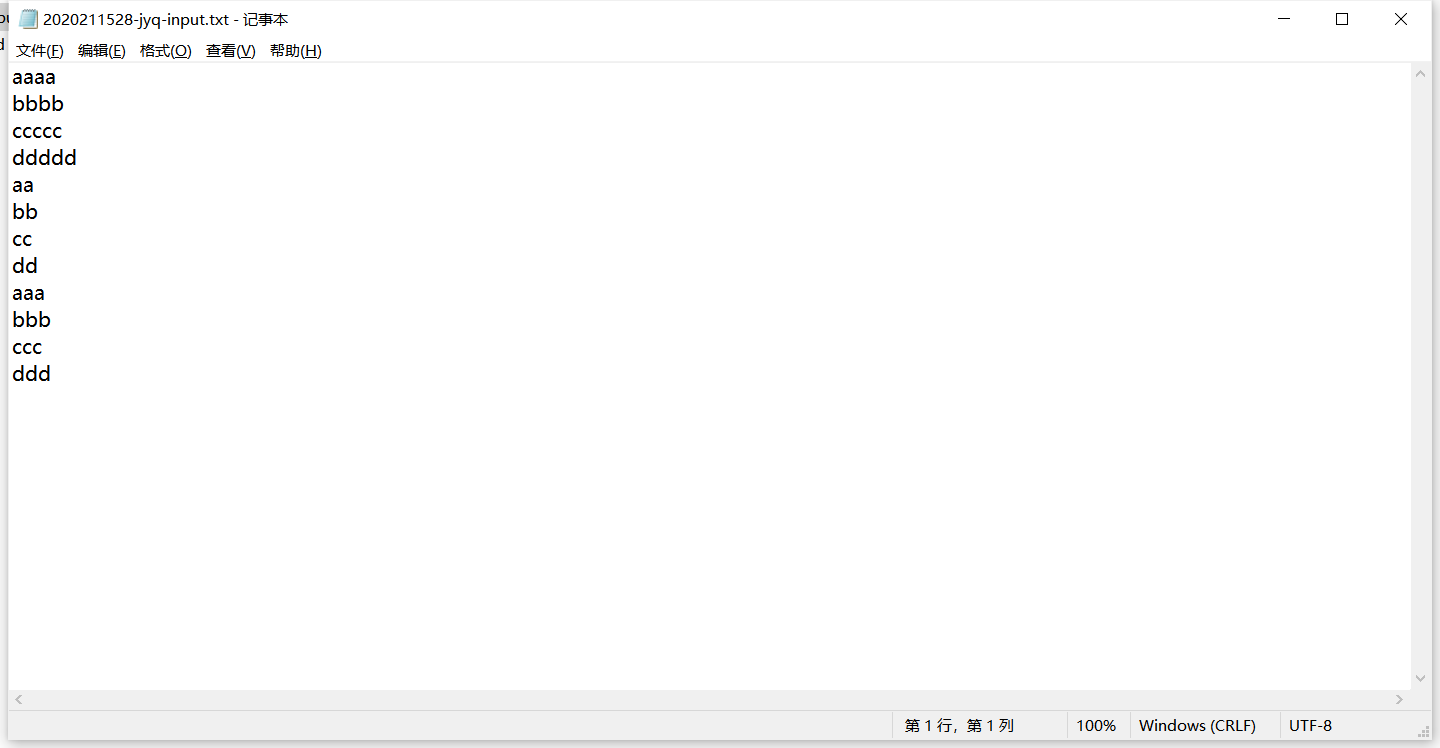 2020211528-jyq-input.txt - 记事本
文件(F) 编辑(E) 格式(O) 查看(V) 帮助(H)
aaaa
bbbb
ccccc
ddddd
aa
bb
cc
dd
aaa
bbb
ccc
ddd
第 1 行，第 1 列 100% Windows (CRLF) UTF-8